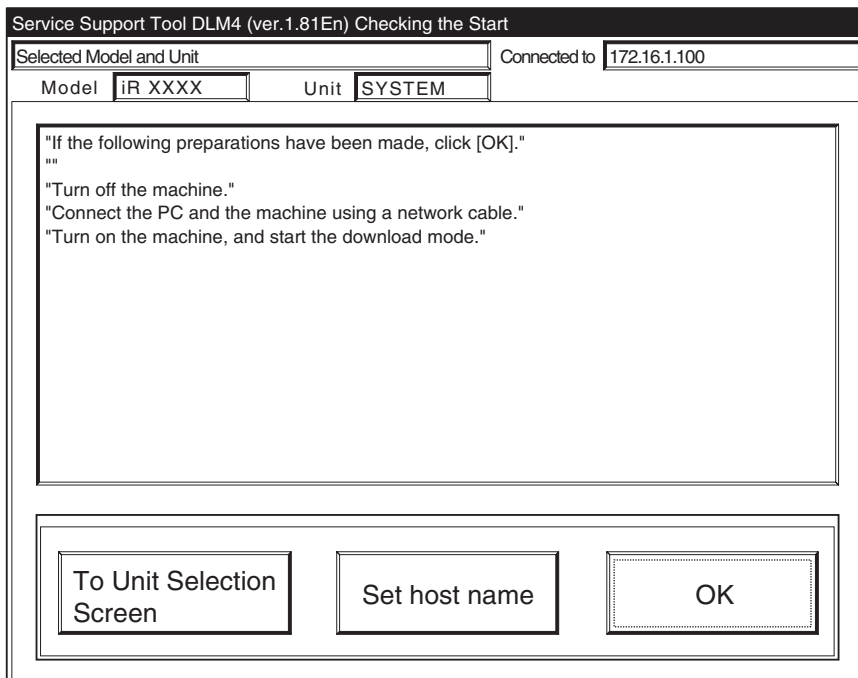 Service Support Tool DLM4 (ver.1.81En) Checking the Start
Selected Model and Unit
Connected to 172.16.1.100
Model iR XXXX Unit SYSTEM
"If the following preparations have been made, click [OK]."
""
"Turn off the machine."
"Connect the PC and the machine using a network cable."
"Turn on the machine, and start the download mode."
To Unit Selection
Screen
Set host name
OK